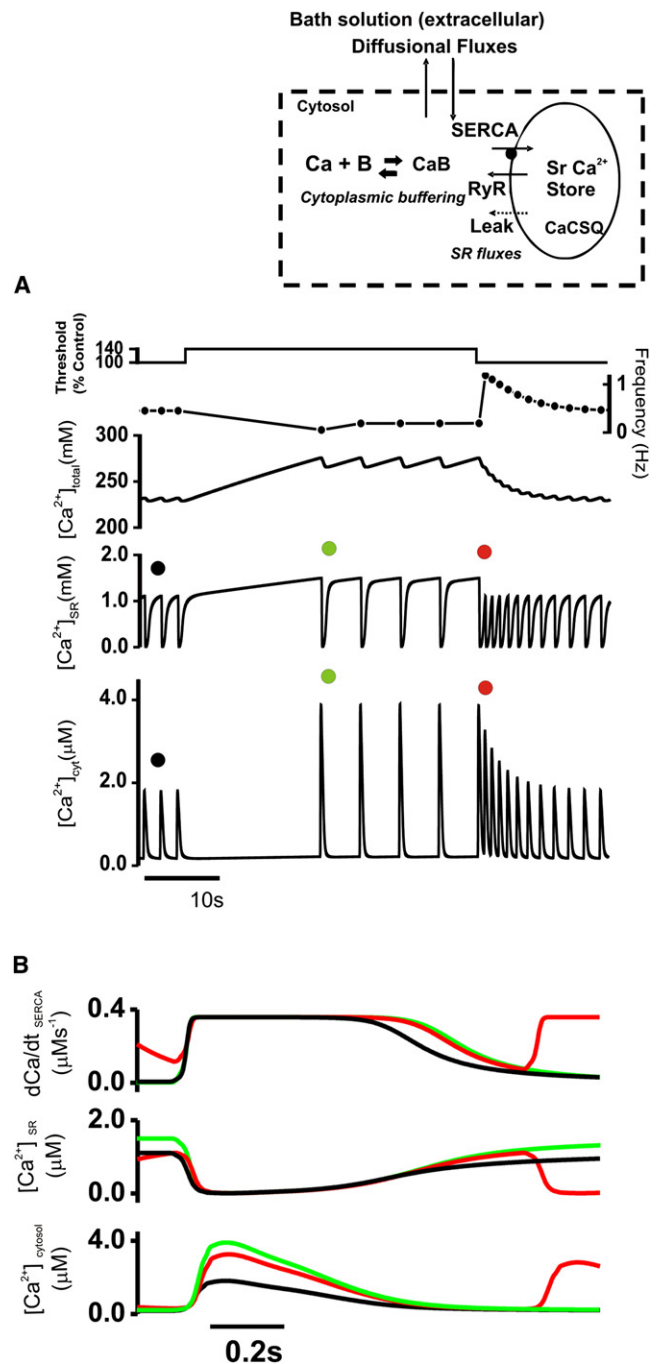 Bath solution (extracellular)
Diffusional Fluxes
Cytosol
SERCA
Ca + B ⇌ CaB
Cytoplasmic buffering
RyR
Sr Ca²⁺
Store
Leak
CaCSQ
SR fluxes
A
Threshold
(% Control)
140
100
Frequency (Hz)
1
0
[Ca²⁺]total(mM)
300
250
200
[Ca²⁺]SR(mM)
2.0
1.0
0.0
[Ca²⁺]cyt(µM)
4.0
2.0
0.0
10s
B
dCa/dt SERCA
(µMs⁻¹)
0.4
0.0
[Ca²⁺] SR
(µM)
2.0
0.0
[Ca²⁺] cytosol
(µM)
4.0
0.0
0.2s